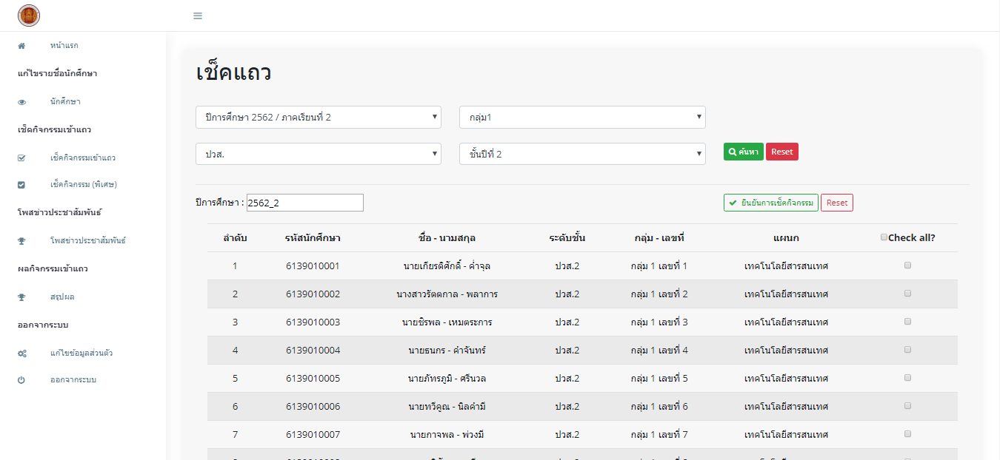 หน้าแรก
แก้ไขรายชื่อนักศึกษา
นักศึกษา
เช็คกิจกรรมเข้าแถว
เช็คกิจกรรมเข้าแถว
เช็คกิจกรรม (พิเศษ)
โพสข่าวประชาสัมพันธ์
โพสข่าวประชาสัมพันธ์
ผลกิจกรรมเข้าแถว
สรุปผล
ออกจากระบบ
แก้ไขข้อมูลส่วนตัว
ออกจากระบบ
เช็คแถว
ปีการศึกษา 2562 / ภาคเรียนที่ 2 กลุ่ม1
ปวส. ชั้นปีที่ 2 ค้นหา Reset
ปีการศึกษา : 2562_2 ยืนยันการเช็คกิจกรรม Reset
ลำดับ รหัสนักศึกษา ชื่อ - นามสกุล ระดับชั้น กลุ่ม - เลขที่ แผนก Check all?
1 6139010001 นายเกียรติศักดิ์ - ค่ำจุล ปวส.2 กลุ่ม 1 เลขที่ 1 เทคโนโลยีสารสนเทศ
2 6139010002 นางสาวรัตตกาล - พลาการ ปวส.2 กลุ่ม 1 เลขที่ 2 เทคโนโลยีสารสนเทศ
3 6139010003 นายชิรพล - เหมตระการ ปวส.2 กลุ่ม 1 เลขที่ 3 เทคโนโลยีสารสนเทศ
4 6139010004 นายธนกร - คำจันทร์ ปวส.2 กลุ่ม 1 เลขที่ 4 เทคโนโลยีสารสนเทศ
5 6139010005 นายภัทรภูมิ - ศรีนวล ปวส.2 กลุ่ม 1 เลขที่ 5 เทคโนโลยีสารสนเทศ
6 6139010006 นายทวีคูณ - นิลคำมี ปวส.2 กลุ่ม 1 เลขที่ 6 เทคโนโลยีสารสนเทศ
7 6139010007 นายกาจพล - พ่วงมี ปวส.2 กลุ่ม 1 เลขที่ 7 เทคโนโลยีสารสนเทศ